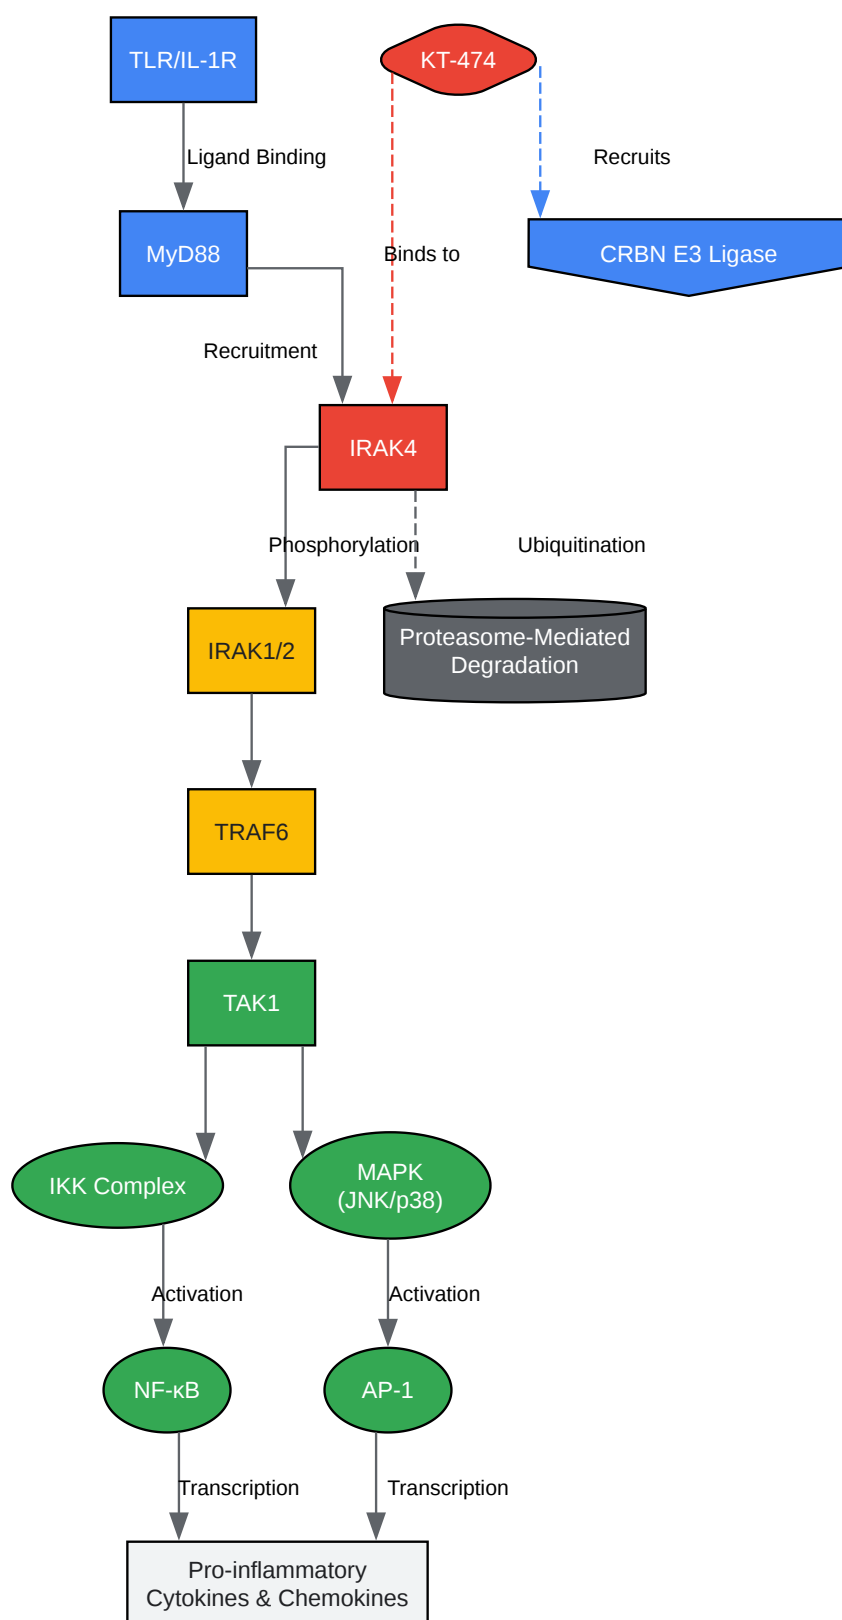 TLR/IL-1R
KT-474
Ligand Binding
Recruits
MyD88
Binds to
CRBN E3 Ligase
Recruitment
IRAK4
Phosphorylation
Ubiquitination
IRAK1/2
Proteasome-Mediated
Degradation
TRAF6
TAK1
IKK Complex
MAPK
(JNK/p38)
Activation
Activation
NF-κB
AP-1
Transcription
Transcription
Pro-inflammatory
Cytokines & Chemokines